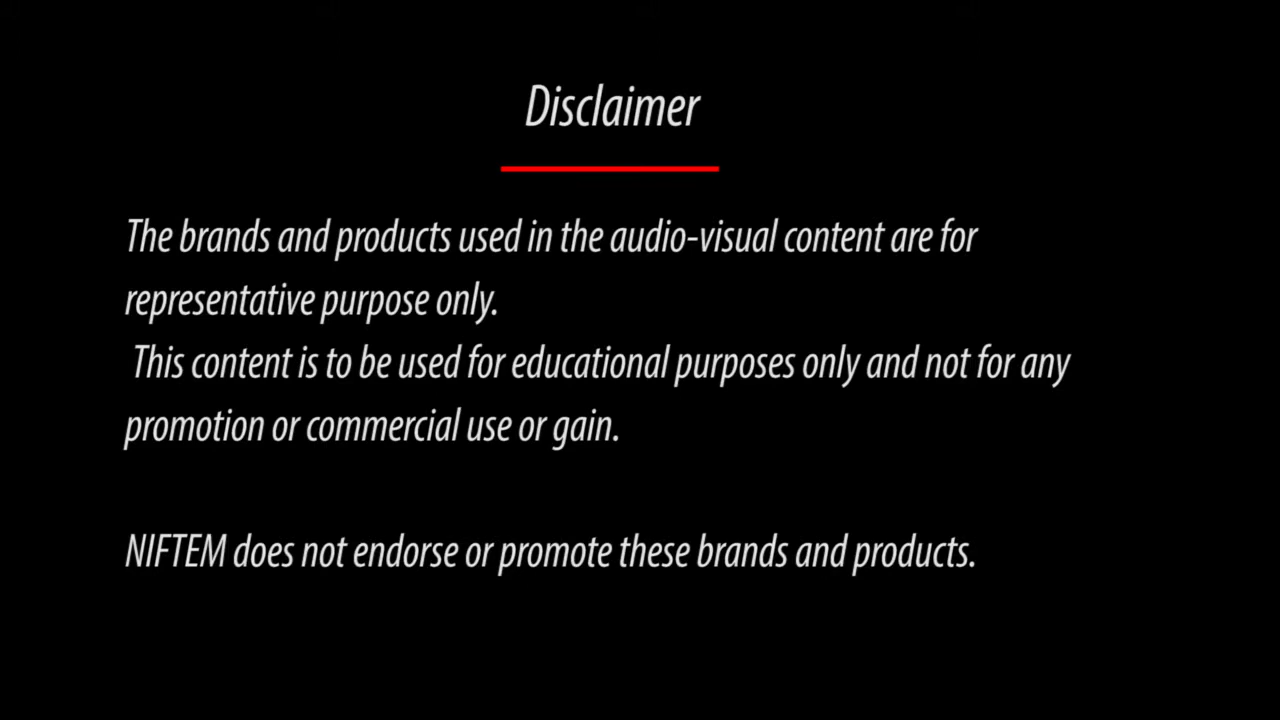 Disclaimer
The brands and products used in the audio-visual content are for
representative purpose only.
This content is to be used for educational purposes only and not for any
promotion or commercial use or gain.
NIFTEM does not endorse or promote these brands and products.